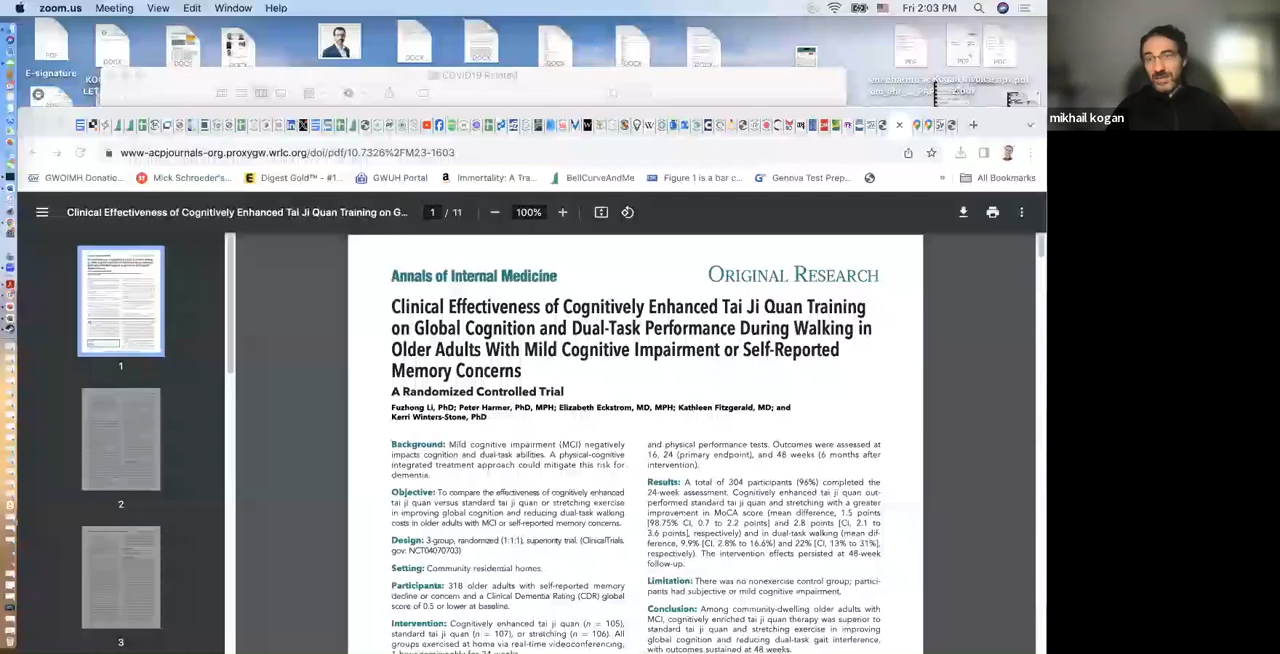 zoom.us Meeting View Edit Window Help
Fri 2:03 PM
PDF
DOCX
DOCX
DOCX
DOCX
DOCX
DOCX
DOCX
DOCX
PDF
PDF
PDF
E-signature
COVID19 Related
www-acpjournals-org.proxygw.wrlc.org/doi/pdf/10.7326%2FM23-1603
GWOIMH Donatio... Mick Schroeder's... Digest Gold™ - #1... GWUH Portal Immortality: A Tra... BellCurveAndMe Figure 1 is a bar c... Genova Test Prep... » All Bookmarks
Clinical Effectiveness of Cognitively Enhanced Tai Ji Quan Training on G... 1 / 11 — 100% +
1
2
3
Annals of Internal Medicine
ORIGINAL RESEARCH
Clinical Effectiveness of Cognitively Enhanced Tai Ji Quan Training
on Global Cognition and Dual-Task Performance During Walking in
Older Adults With Mild Cognitive Impairment or Self-Reported
Memory Concerns
A Randomized Controlled Trial
Fuzhong Li, PhD; Peter Harmer, PhD, MPH; Elizabeth Eckstrom, MD, MPH; Kathleen Fitzgerald, MD; and
Kerri Winters-Stone, PhD
Background: Mild cognitive impairment (MCI) negatively
impacts cognition and dual-task abilities. A physical-cognitive
integrated treatment approach could mitigate this risk for
dementia.
Objective: To compare the effectiveness of cognitively enhanced
tai ji quan versus standard tai ji quan or stretching exercise
in improving global cognition and reducing dual-task walking
costs in older adults with MCI or self-reported memory concerns.
Design: 3-group, randomized (1:1:1), superiority trial. (ClinicalTrials.
gov: NCT04070703)
Setting: Community residential homes.
Participants: 318 older adults with self-reported memory
decline or concern and a Clinical Dementia Rating (CDR) global
score of 0.5 or lower at baseline.
Intervention: Cognitively enhanced tai ji quan (n = 105),
standard tai ji quan (n = 107), or stretching (n = 106). All
groups exercised at home via real-time videoconferencing,
and physical performance tests. Outcomes were assessed at
16, 24 (primary endpoint), and 48 weeks (6 months after
intervention).
Results: A total of 304 participants (96%) completed the
24-week assessment. Cognitively enhanced tai ji quan out-
performed standard tai ji quan and stretching with a greater
improvement in MoCA score (mean difference, 1.5 points
[98.75% CI, 0.7 to 2.2 points] and 2.8 points [CI, 2.1 to
3.6 points], respectively) and in dual-task walking (mean dif-
ference, 9.9% [CI, 2.8% to 16.6%] and 22% [CI, 13% to 31%],
respectively). The intervention effects persisted at 48-week
follow-up.
Limitation: There was no nonexercise control group; partici-
pants had subjective or mild cognitive impairment.
Conclusion: Among community-dwelling older adults with
MCI, cognitively enriched tai ji quan therapy was superior to
standard tai ji quan and stretching exercise in improving
global cognition and reducing dual-task gait interference,
with outcomes sustained at 48 weeks.
mikhail kogan